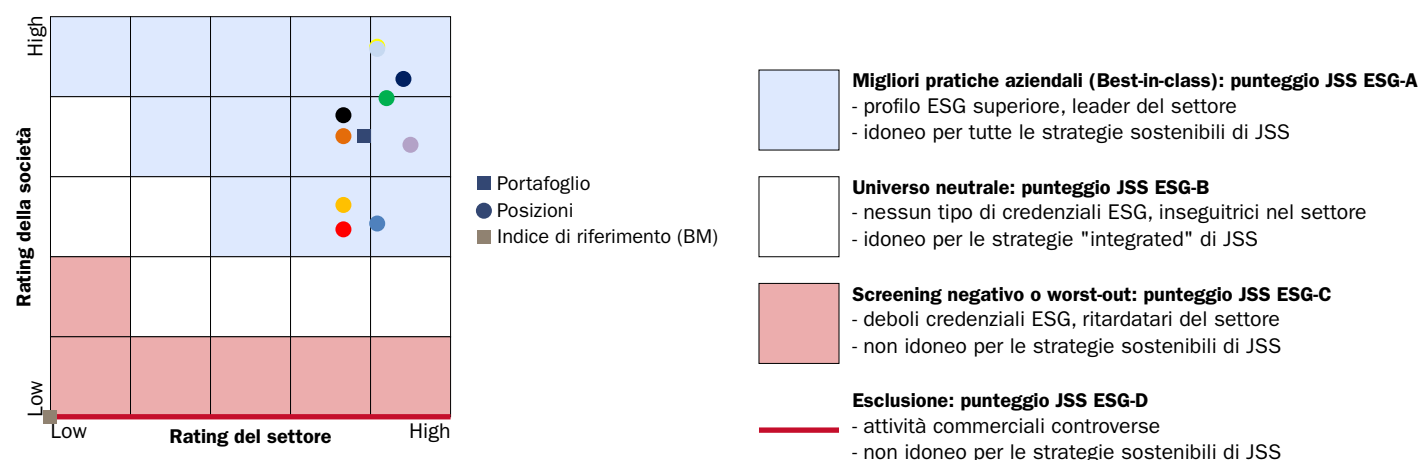 High
Rating della società
Low
Low
Rating del settore
High
Portafoglio
Posizioni
Indice di riferimento (BM)
Migliori pratiche aziendali (Best-in-class): punteggio JSS ESG-A
- profilo ESG superiore, leader del settore
- idoneo per tutte le strategie sostenibili di JSS
Universo neutrale: punteggio JSS ESG-B
- nessun tipo di credenziali ESG, inseguitrici nel settore
- idoneo per le strategie "integrated" di JSS
Screening negativo o worst-out: punteggio JSS ESG-C
- deboli credenziali ESG, ritardatari del settore
- non idoneo per le strategie sostenibili di JSS
Esclusione: punteggio JSS ESG-D
- attività commerciali controverse
- non idoneo per le strategie sostenibili di JSS